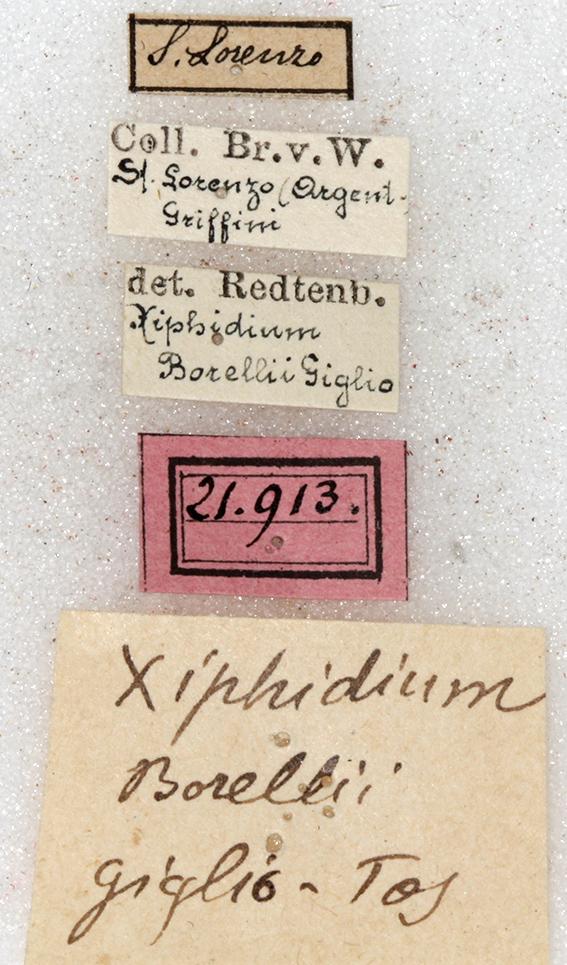 S. Lorenzo
Coll. Br.v.W.
St. Lorenzo (Argent.
Griffini
det. Redtenb.
Xiphidium
Borellii Giglio
21.913.
Xiphidium
Borellii
giglio - Tos